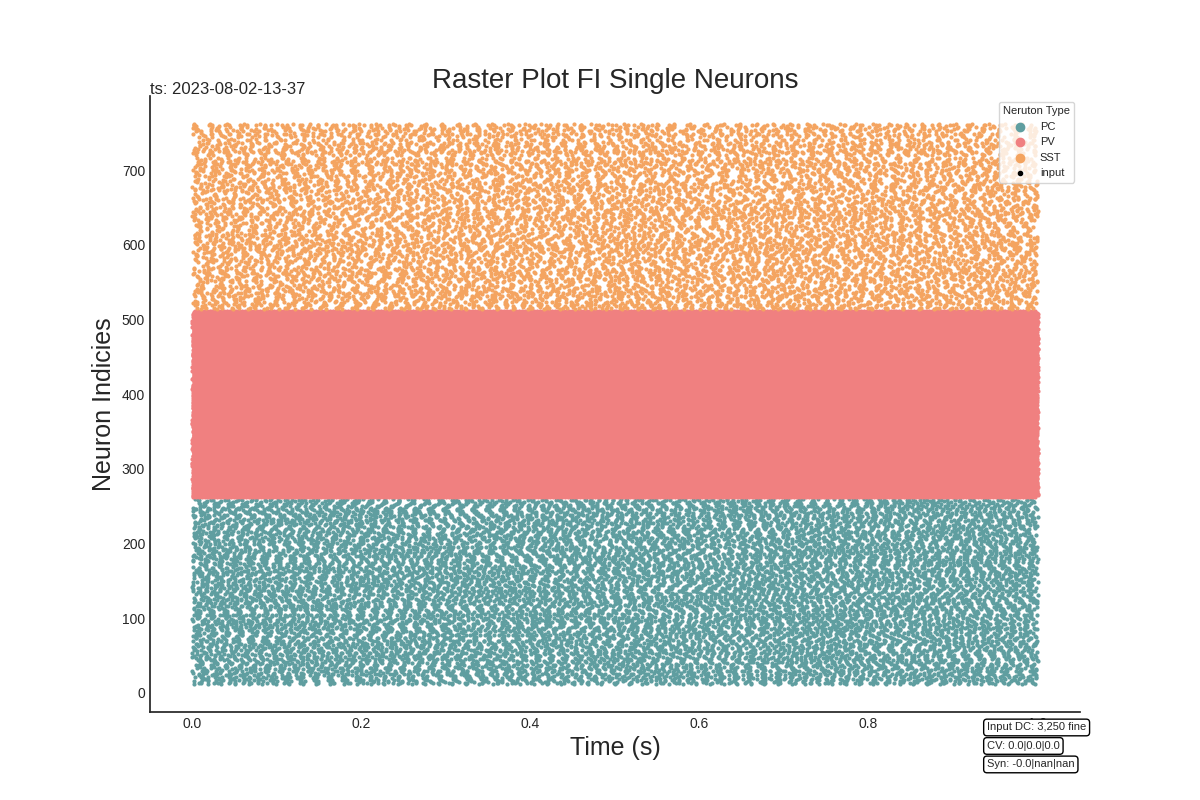 Raster Plot FI Single Neurons
ts: 2023-08-02-13-37
Neruton Type
PC
PV
SST
input
Neuron Indicies
700
600
500
400
300
200
100
0
0.0 0.2 0.4 0.6 0.8
Time (s)
Input DC: 3,250 fine
CV: 0.0|0.0|0.0
Syn: -0.0|nan|nan